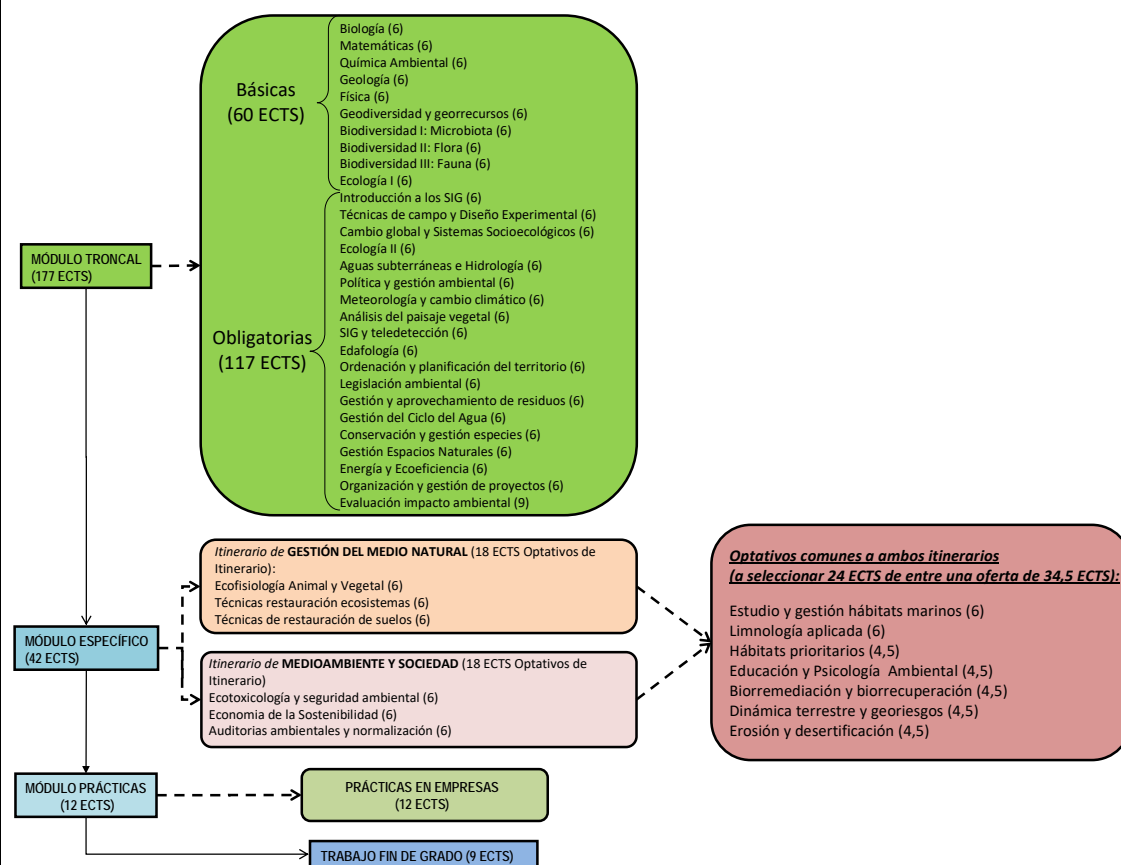 Básicas
(60 ECTS)
Biología (6)
Matemáticas (6)
Química Ambiental (6)
Geología (6)
Física (6)
Geodiversidad y georrecursos (6)
Biodiversidad I: Microbiota (6)
Biodiversidad II: Flora (6)
Biodiversidad III: Fauna (6)
Ecología I (6)
MÓDULO TRONCAL
(177 ECTS)
Obligatorias
(117 ECTS)
Introducción a los SIG (6)
Técnicas de campo y Diseño Experimental (6)
Cambio global y Sistemas Socioecológicos (6)
Ecología II (6)
Aguas subterráneas e Hidrología (6)
Política y gestión ambiental (6)
Meteorología y cambio climático (6)
Análisis del paisaje vegetal (6)
SIG y teledetección (6)
Edafología (6)
Ordenación y planificación del territorio (6)
Legislación ambiental (6)
Gestión y aprovechamiento de residuos (6)
Gestión del Ciclo del Agua (6)
Conservación y gestión especies (6)
Gestión Espacios Naturales (6)
Energía y Ecoeficiencia (6)
Organización y gestión de proyectos (6)
Evaluación impacto ambiental (9)
MÓDULO ESPECÍFICO
(42 ECTS)
Itinerario de GESTIÓN DEL MEDIO NATURAL (18 ECTS Optativos de
Itinerario):
Ecofisiología Animal y Vegetal (6)
Técnicas restauración ecosistemas (6)
Técnicas de restauración de suelos (6)
Itinerario de MEDIOAMBIENTE Y SOCIEDAD (18 ECTS Optativos de
Itinerario)
Ecotoxicología y seguridad ambiental (6)
Economia de la Sostenibilidad (6)
Auditorias ambientales y normalización (6)
Optativos comunes a ambos itinerarios
(a seleccionar 24 ECTS de entre una oferta de 34,5 ECTS):
Estudio y gestión hábitats marinos (6)
Limnología aplicada (6)
Hábitats prioritarios (4,5)
Educación y Psicología Ambiental (4,5)
Biorremediación y biorrecuperación (4,5)
Dinámica terrestre y georiesgos (4,5)
Erosión y desertificación (4,5)
MÓDULO PRÁCTICAS
(12 ECTS)
PRÁCTICAS EN EMPRESAS
(12 ECTS)
TRABAJO FIN DE GRADO (9 ECTS)